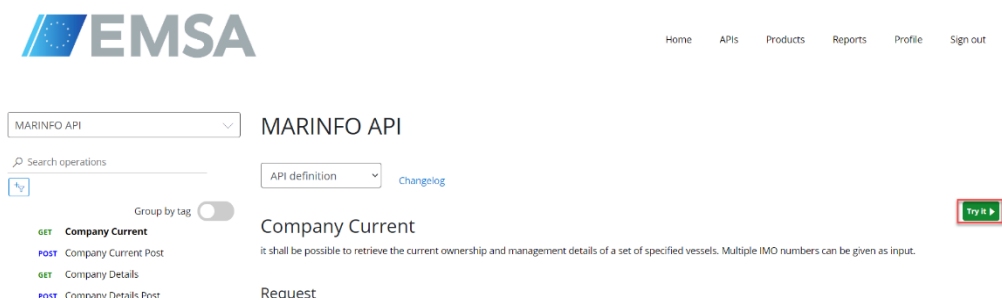 EMSA
Home APIs Products Reports Profile Sign out
MARINFO API
Search operations
Group by tag
GET Company Current
POST Company Current Post
GET Company Details
POST Company Details Post
MARINFO API
API definition Changelog
Try it
Company Current
it shall be possible to retrieve the current ownership and management details of a set of specified vessels. Multiple IMO numbers can be given as input.
Request